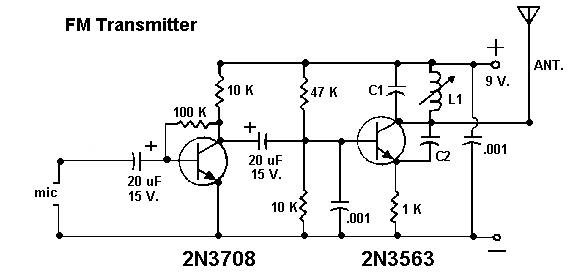 FM Transmitter
+
9 V.
ANT.
10 K
47 K
C1
L1
100 K
+
+
20 uF
15 V.
20 uF
15 V.
C2
.001
mic
10 K
.001
1 K
−
2N3708
2N3563